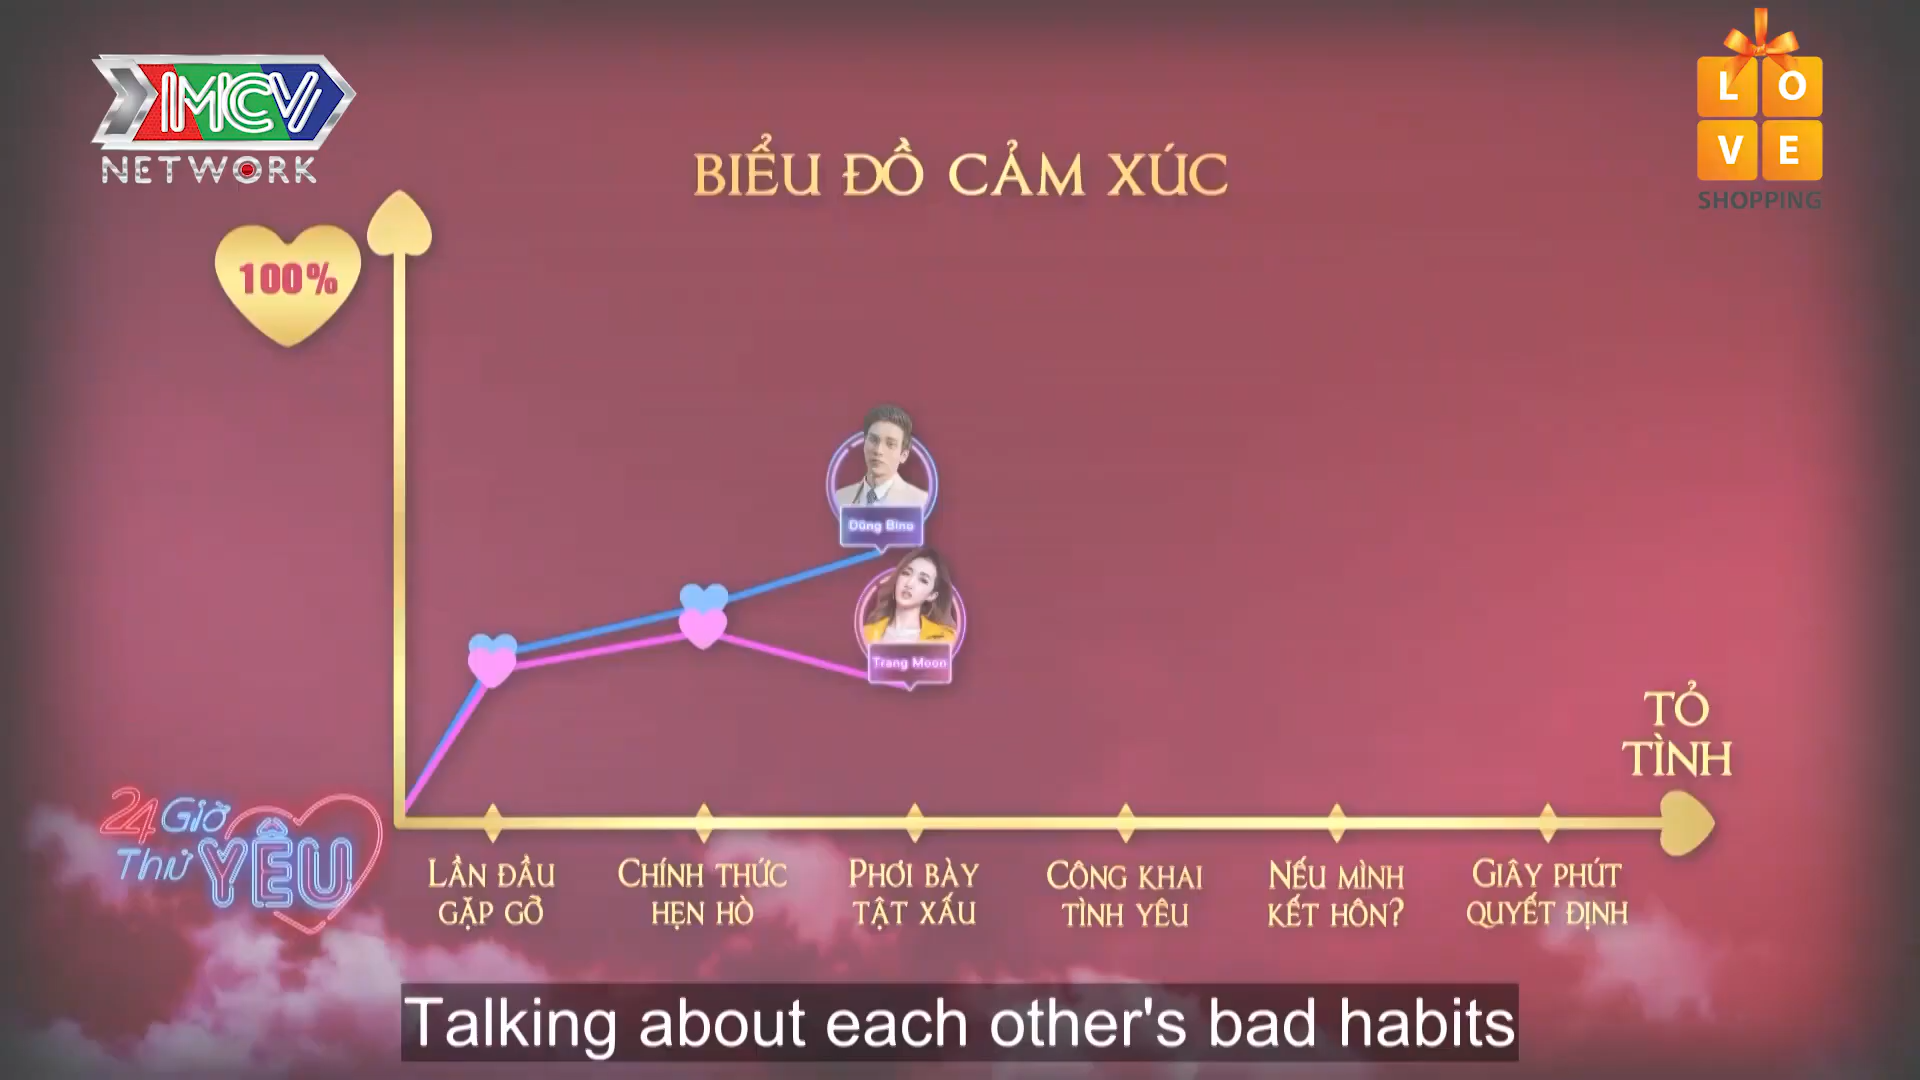 MCV
NETWORK
L O
V E
SHOPPING
BIỂU ĐỒ CẢM XÚC
100%
Dũng Bino
Trang Moon
TỎ
TÌNH
24 Giờ
Thử YÊU
LẦN ĐẦU
GẶP GỠ
CHÍNH THỨC
HẸN HÒ
PHƠI BÀY
TẬT XẤU
CÔNG KHAI
TÌNH YÊU
NẾU MÌNH
KẾT HÔN?
GIÂY PHÚT
QUYẾT ĐỊNH
Talking about each other's bad habits